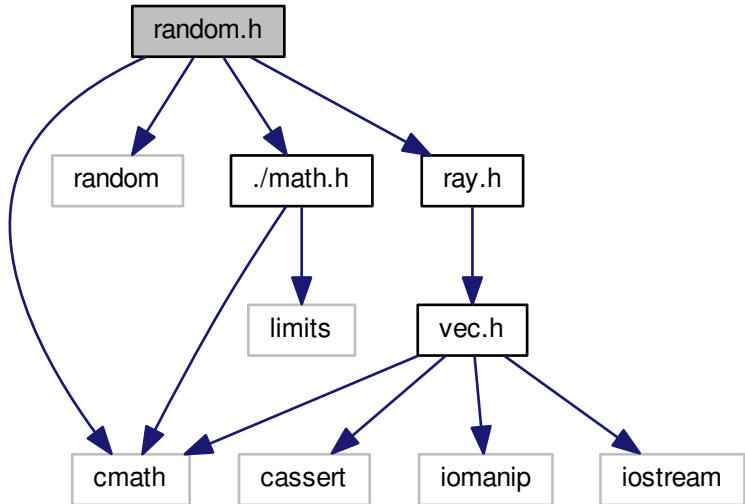 random.h
random
./math.h
ray.h
limits
vec.h
cmath
cassert
iomanip
iostream